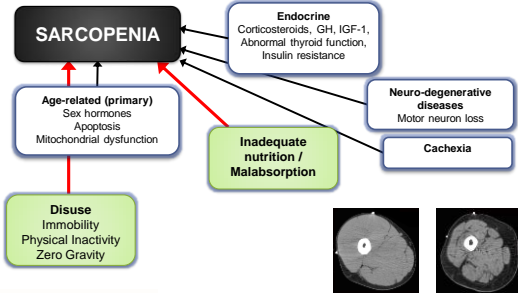 SARCOPENIA
Endocrine
Corticosteroids, GH, IGF-1,
Abnormal thyroid function,
Insulin resistance
Age-related (primary)
Sex hormones
Apoptosis
Mitochondrial dysfunction
Neuro-degenerative
diseases
Motor neuron loss
Inadequate
nutrition /
Malabsorption
Cachexia
Disuse
Immobility
Physical Inactivity
Zero Gravity